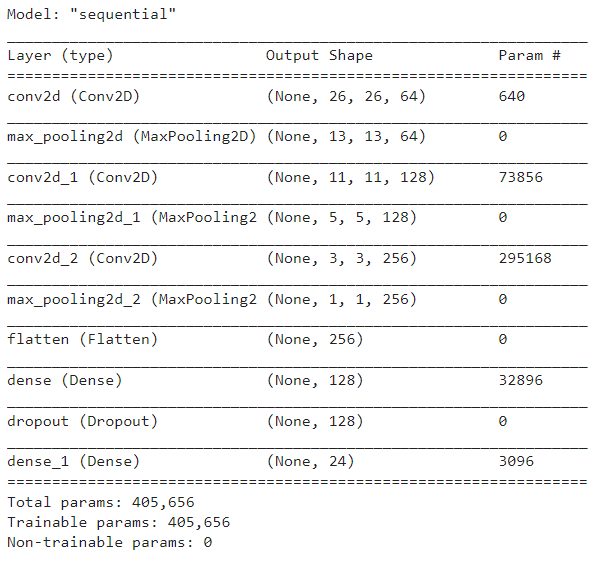 Model: "sequential"
_________________________________________________________________
Layer (type)                 Output Shape              Param #
=================================================================
conv2d (Conv2D)              (None, 26, 26, 64)        640
_________________________________________________________________
max_pooling2d (MaxPooling2D) (None, 13, 13, 64)        0
_________________________________________________________________
conv2d_1 (Conv2D)            (None, 11, 11, 128)       73856
_________________________________________________________________
max_pooling2d_1 (MaxPooling2 (None, 5, 5, 128)         0
_________________________________________________________________
conv2d_2 (Conv2D)            (None, 3, 3, 256)         295168
_________________________________________________________________
max_pooling2d_2 (MaxPooling2 (None, 1, 1, 256)         0
_________________________________________________________________
flatten (Flatten)            (None, 256)               0
_________________________________________________________________
dense (Dense)                (None, 128)               32896
_________________________________________________________________
dropout (Dropout)            (None, 128)               0
_________________________________________________________________
dense_1 (Dense)              (None, 24)                3096
=================================================================
Total params: 405,656
Trainable params: 405,656
Non-trainable params: 0